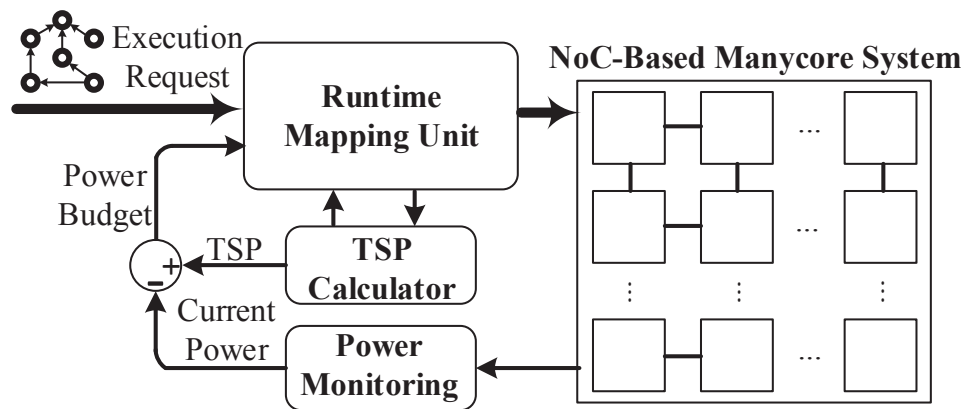 Execution
Request
NoC-Based Manycore System
Runtime
Mapping Unit
...
...
Power
Budget
TSP
+
-
TSP
Calculator
...
...
...
Current
Power
Power
Monitoring
...